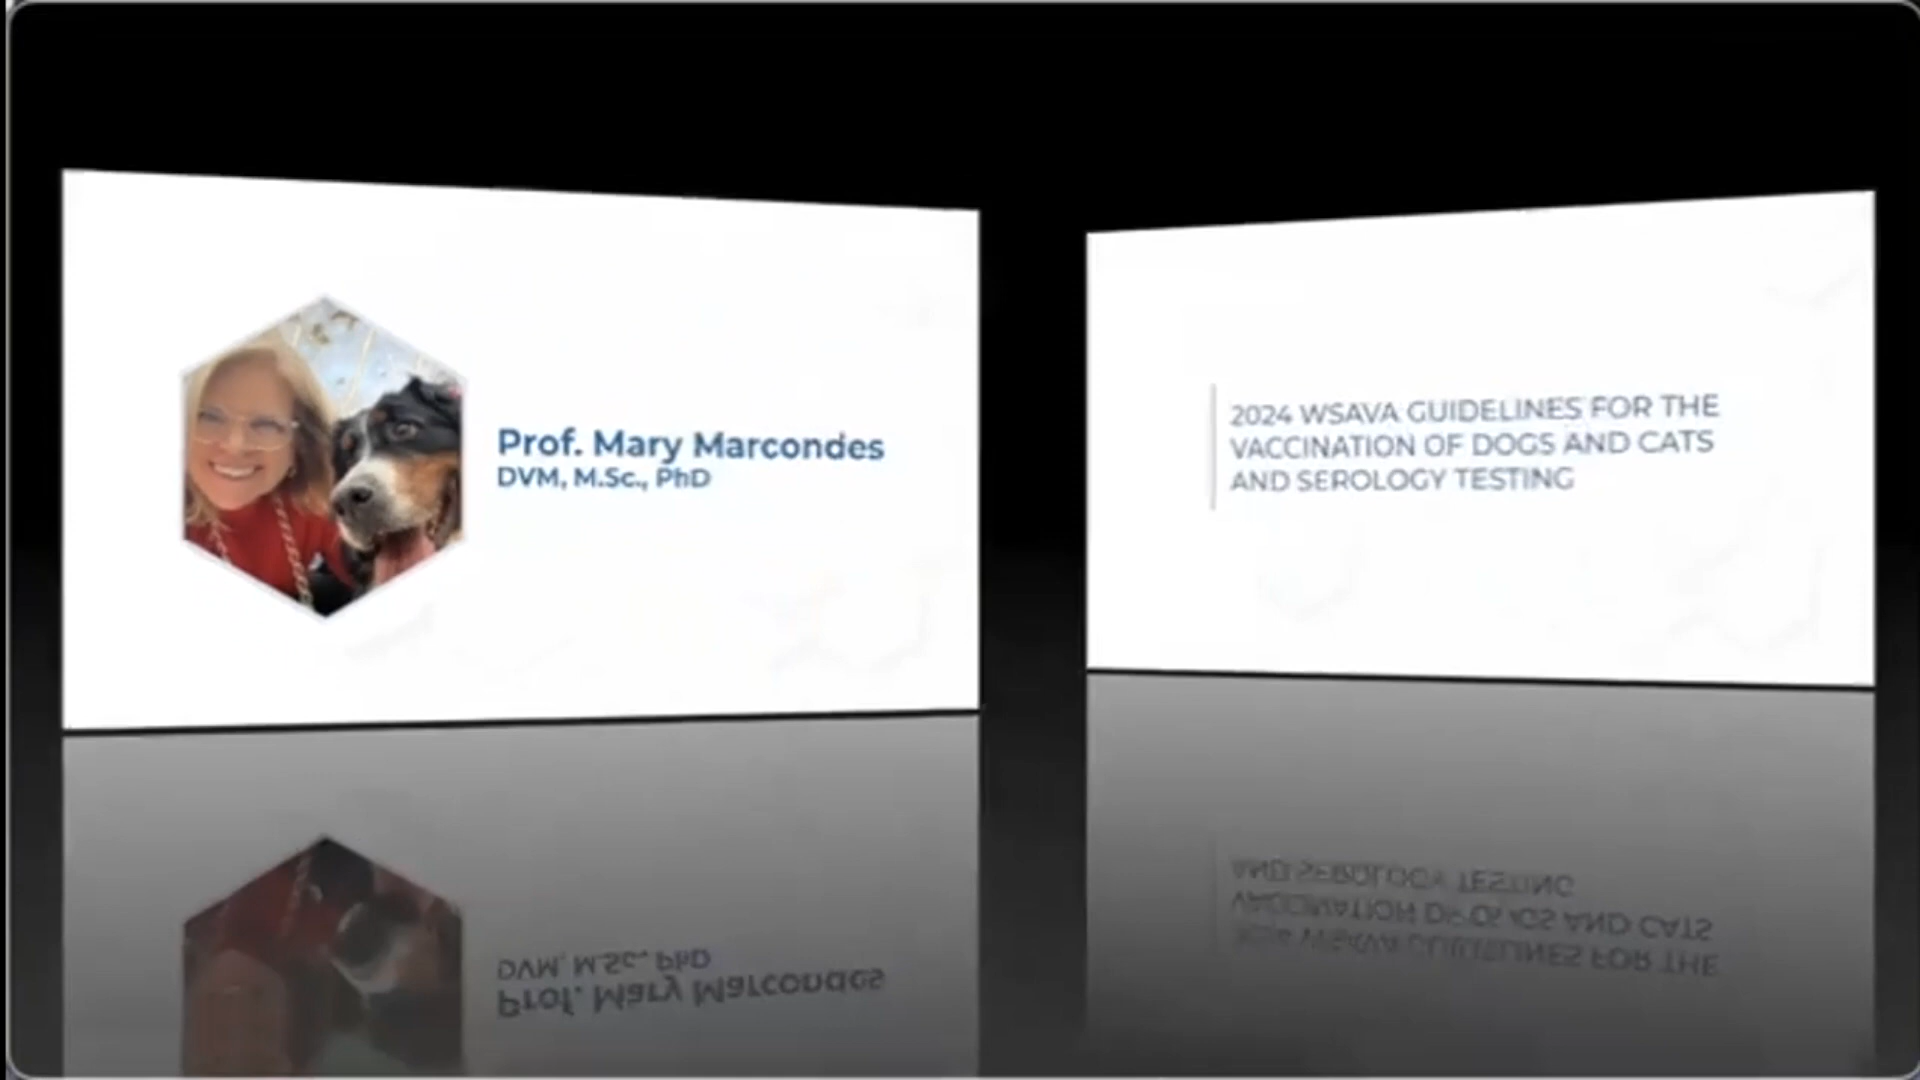 Prof. Mary Marcondes
DVM, M.Sc., PhD
2024 WSAVA GUIDELINES FOR THE
VACCINATION OF DOGS AND CATS
AND SEROLOGY TESTING